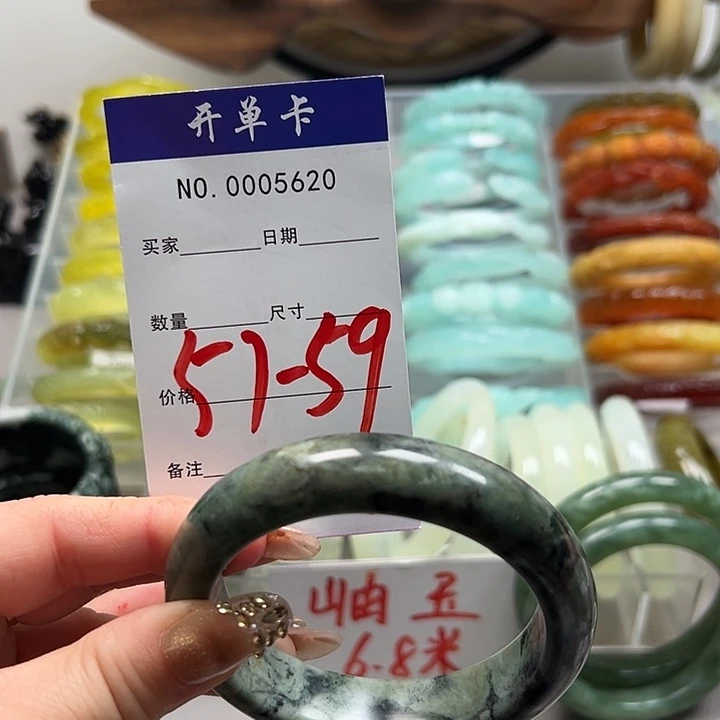 开单卡
NO.0005620
买家 日期
数量 尺寸
57-59
价格
备注
岫玉
6.8米